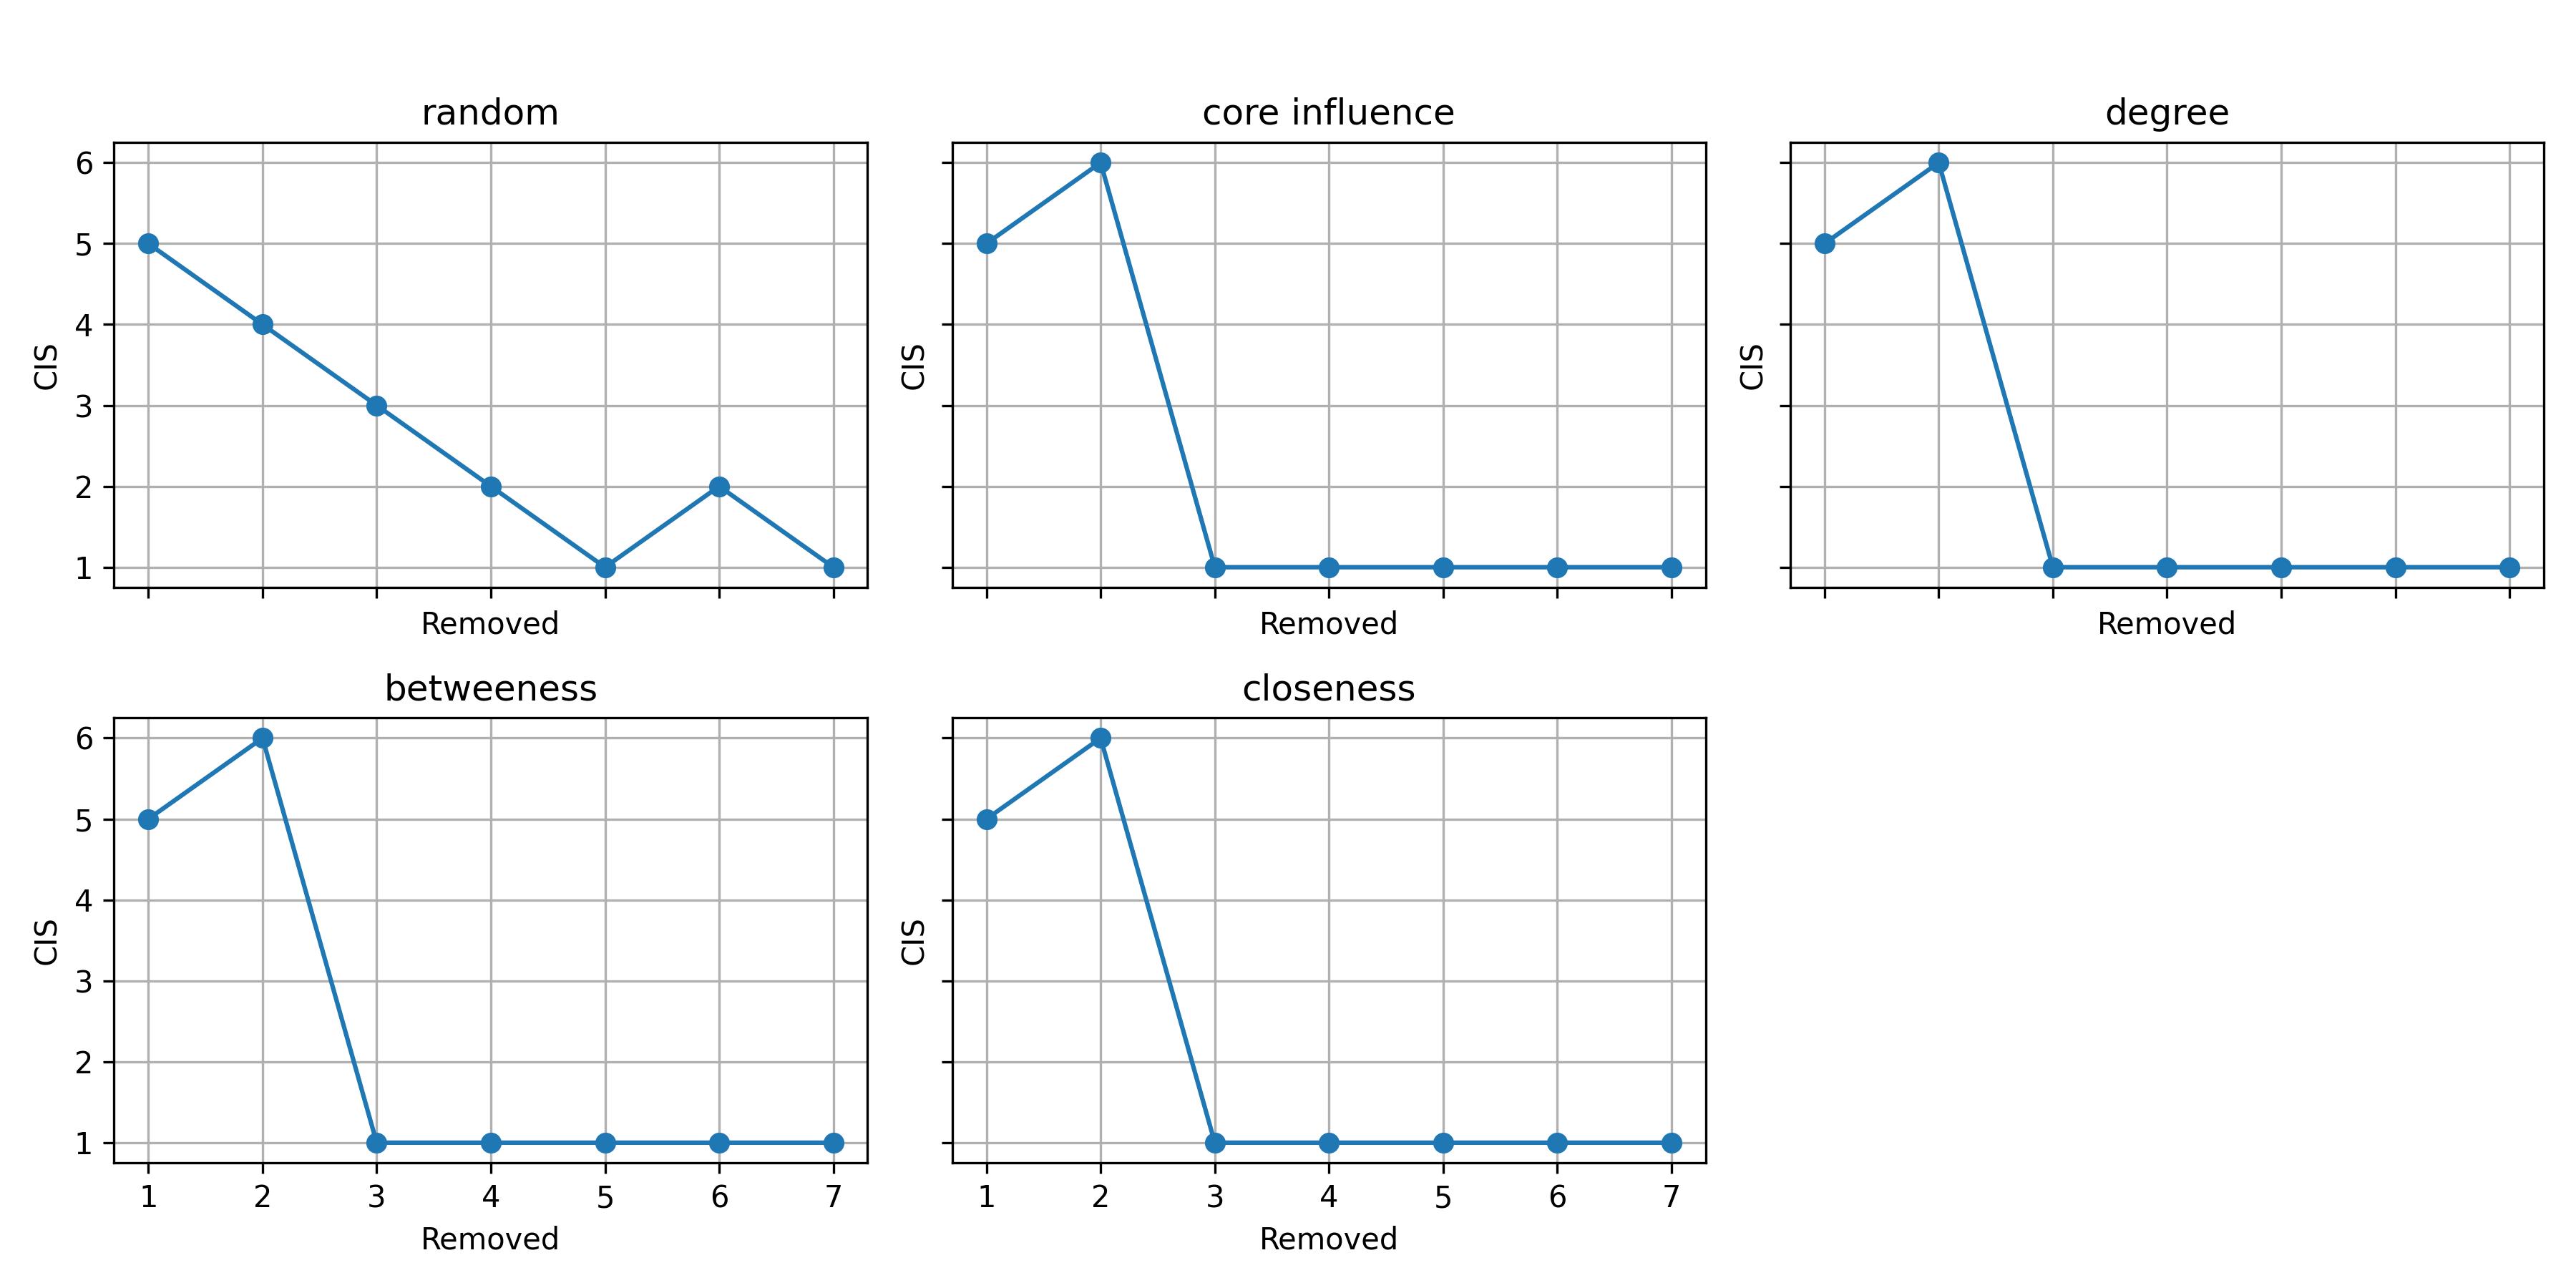 random
core influence
degree
6
5
4
3
2
1
CIS
CIS
CIS
Removed
Removed
Removed
betweeness
closeness
6
5
4
3
2
1
CIS
CIS
1 2 3 4 5 6 7
1 2 3 4 5 6 7
Removed
Removed